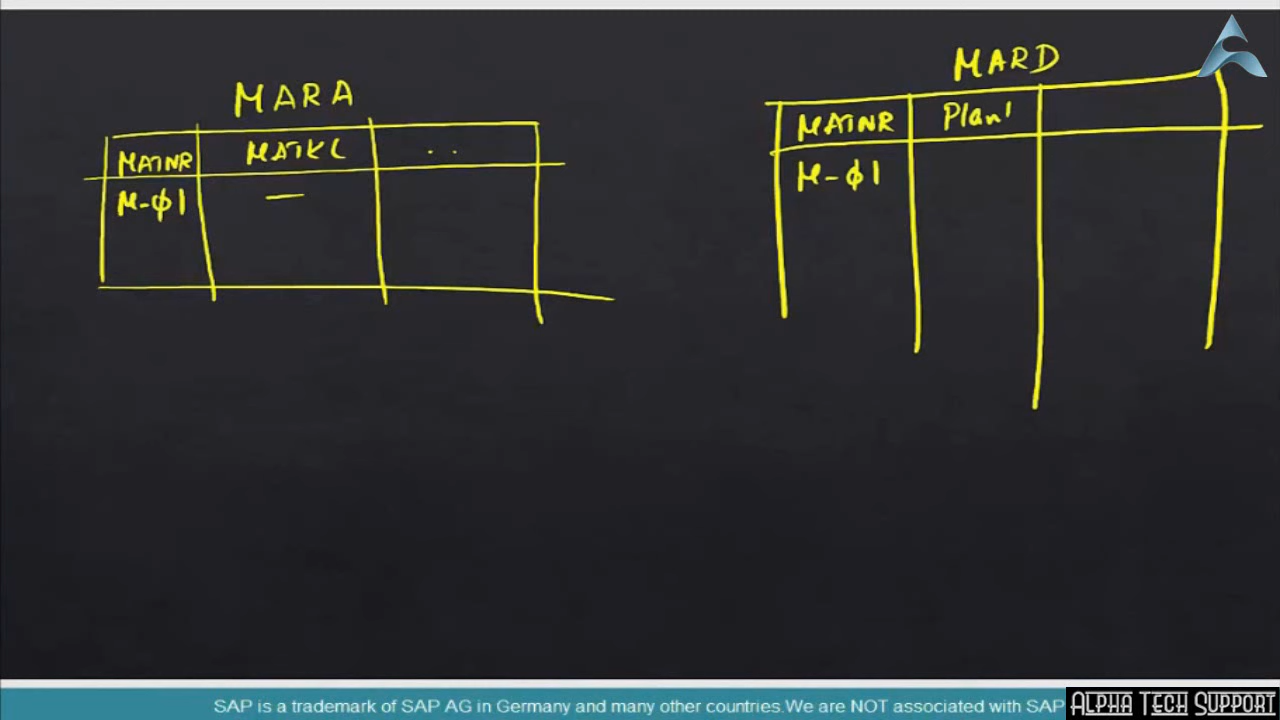 MARA
MATNR MATKL ..
M-φ1 —
MARD
MATNR Plant
M-φ1
SAP is a trademark of SAP AG in Germany and many other countries.We are NOT associated with SAP
ALPHA TECH SUPPORT